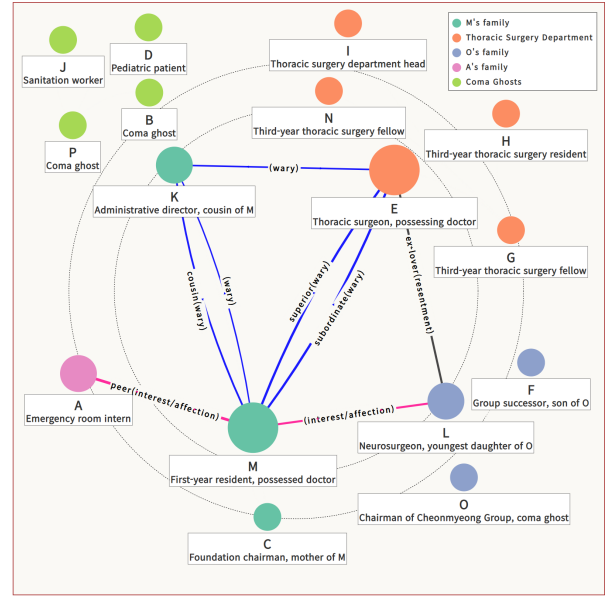 M's family
Thoracic Surgery Department
O's family
A's family
Coma Ghosts
J
Sanitation worker
D
Pediatric patient
I
Thoracic surgery department head
B
Coma ghost
N
Third-year thoracic surgery fellow
P
Coma ghost
H
Third-year thoracic surgery resident
(wary)
K
Administrative director, cousin of M
E
Thoracic surgeon, possessing doctor
G
Third-year thoracic surgery fellow
cousin(wary)
(wary)
superior(wary)
subordinate(wary)
ex-lover(resentment)
A
Emergency room intern
peer(interest/affection)
(interest/affection)
F
Group successor, son of O
L
Neurosurgeon, youngest daughter of O
M
First-year resident, possessed doctor
O
Chairman of Cheonmyeong Group, coma ghost
C
Foundation chairman, mother of M